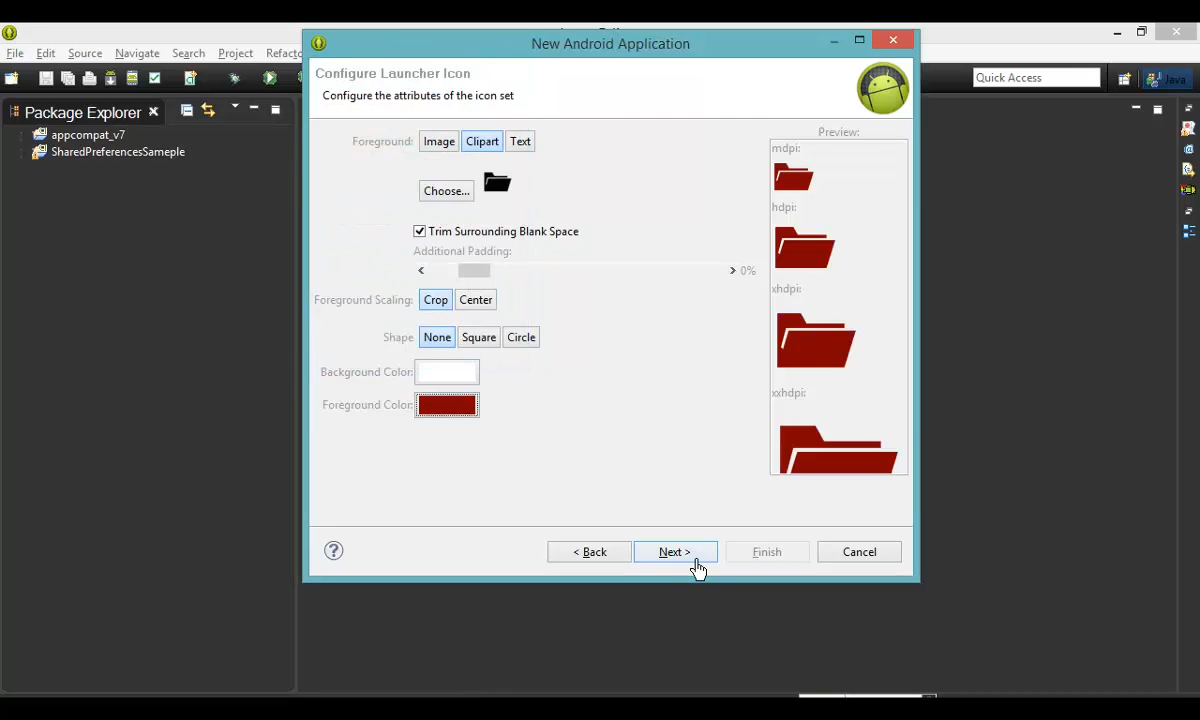 New Android Application
File Edit Source Navigate Search Project Refacto
Quick Access
Java
Package Explorer
appcompat_v7
SharedPreferencesSameple
Configure Launcher Icon
Configure the attributes of the icon set
Foreground: Image Clipart Text
Choose...
Trim Surrounding Blank Space
Additional Padding:
< > 0%
Foreground Scaling: Crop Center
Shape None Square Circle
Background Color:
Foreground Color:
Preview:
mdpi:
hdpi:
xhdpi:
xxhdpi:
?
< Back Next > Finish Cancel